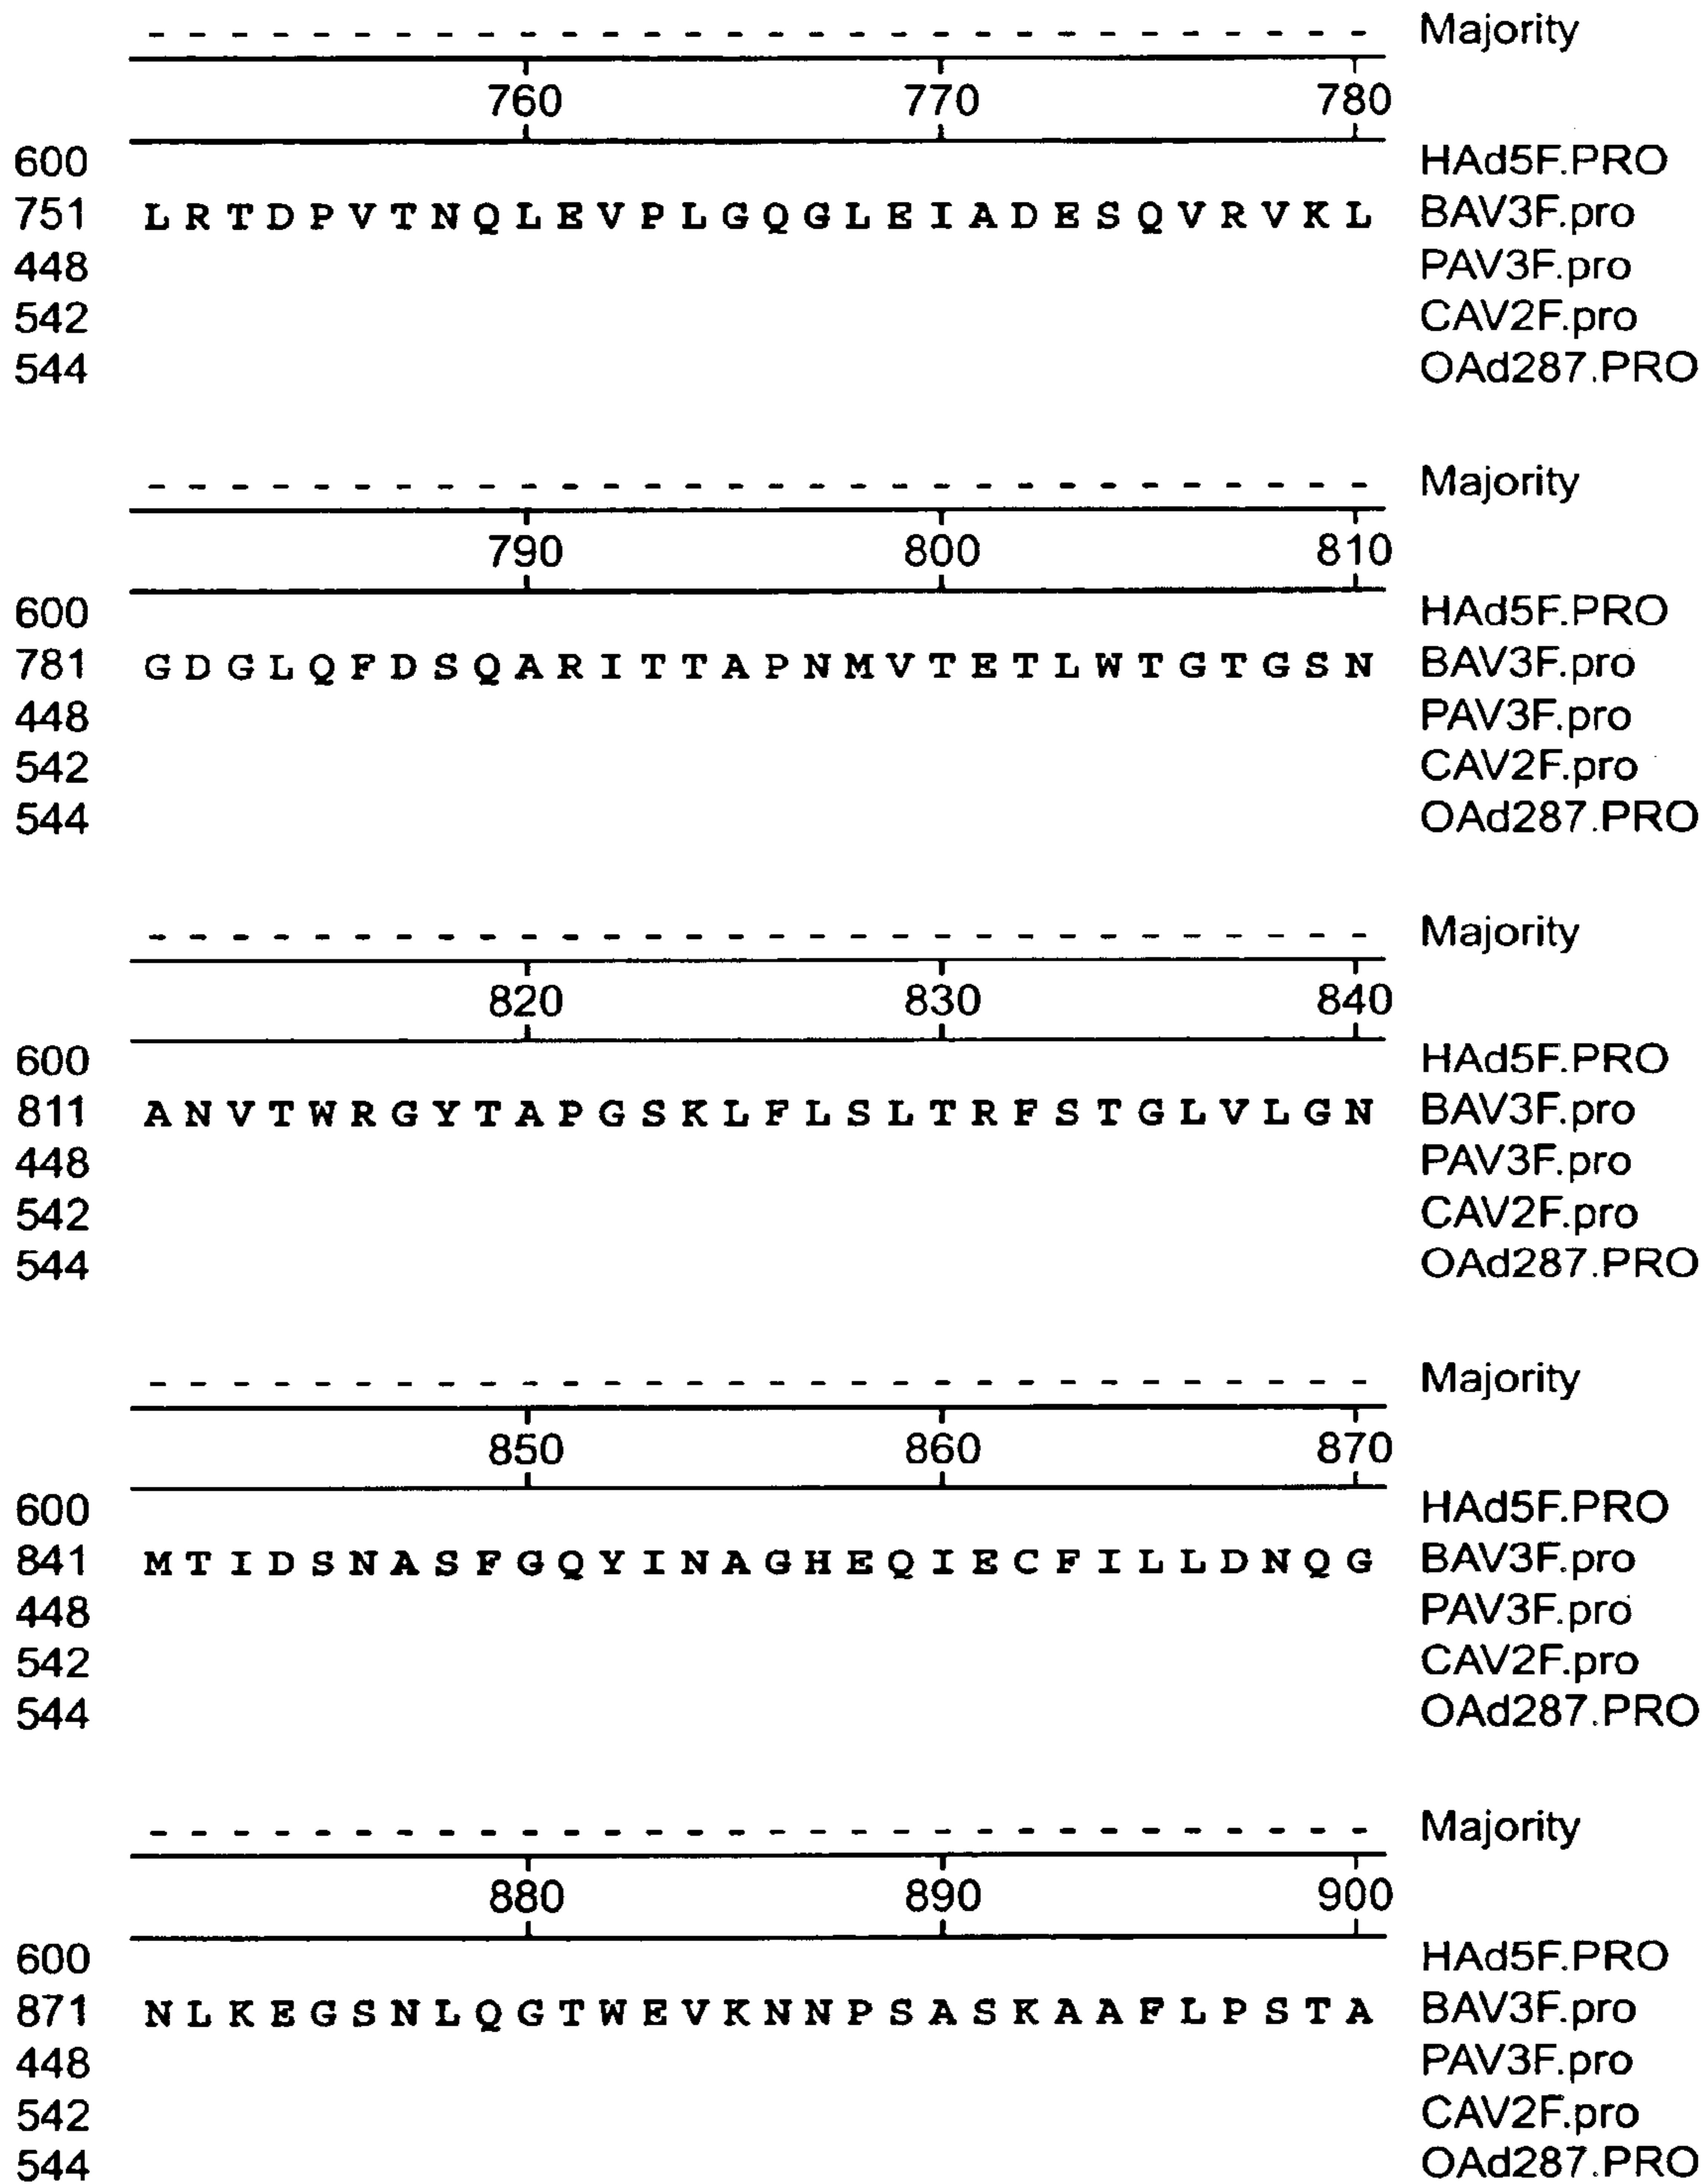 - - - - - - - - - - - - - - - - - - - - - - - - - - - - - - Majority
760 770 780
600 HAd5F.PRO
751 L R T D P V T N Q L E V P L G Q G L E I A D E S Q V R V K L BAV3F.pro
448 PAV3F.pro
542 CAV2F.pro
544 OAd287.PRO
- - - - - - - - - - - - - - - - - - - - - - - - - - - - - - Majority
790 800 810
600 HAd5F.PRO
781 G D G L Q F D S Q A R I T T A P N M V T E T L W T G T G S N BAV3F.pro
448 PAV3F.pro
542 CAV2F.pro
544 OAd287.PRO
- - - - - - - - - - - - - - - - - - - - - - - - - - - - - - Majority
820 830 840
600 HAd5F.PRO
811 A N V T W R G Y T A P G S K L F L S L T R F S T G L V L G N BAV3F.pro
448 PAV3F.pro
542 CAV2F.pro
544 OAd287.PRO
- - - - - - - - - - - - - - - - - - - - - - - - - - - - - - Majority
850 860 870
600 HAd5F.PRO
841 M T I D S N A S F G Q Y I N A G H E Q I E C F I L L D N Q G BAV3F.pro
448 PAV3F.pro
542 CAV2F.pro
544 OAd287.PRO
- - - - - - - - - - - - - - - - - - - - - - - - - - - - - - Majority
880 890 900
600 HAd5F.PRO
871 N L K E G S N L Q G T W E V K N N P S A S K A A F L P S T A BAV3F.pro
448 PAV3F.pro
542 CAV2F.pro
544 OAd287.PRO